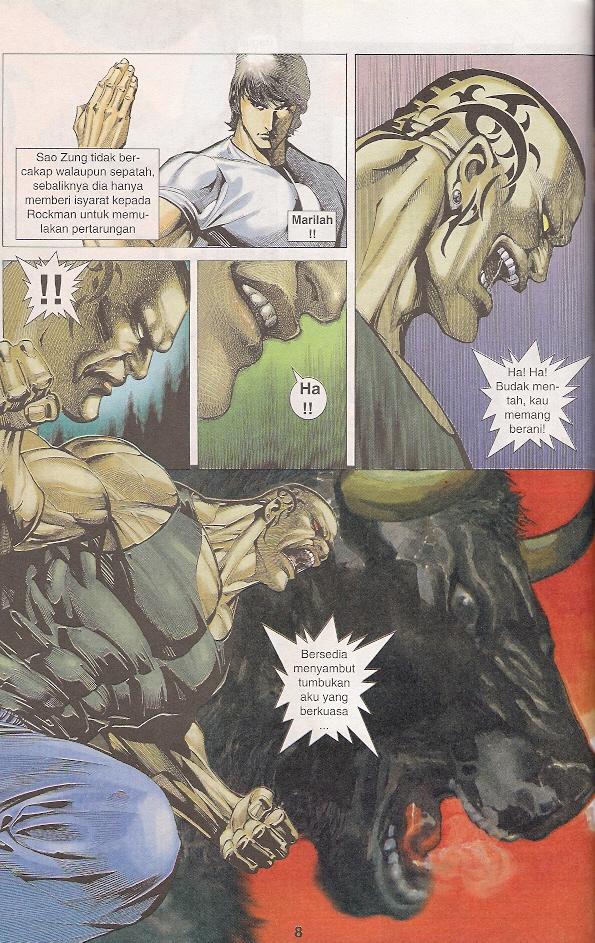 Sao Zung tidak ber-
cakap walaupun sepatah,
sebaliknya dia hanya
memberi isyarat kepada
Rockman untuk memu-
lakan pertarungan
Marilah
!!
Ha! Ha!
Budak men-
tah, kau
memang
berani!
!!
Ha
!!
Bersedia
menyambut
tumbukan
aku yang
berkuasa
...
8